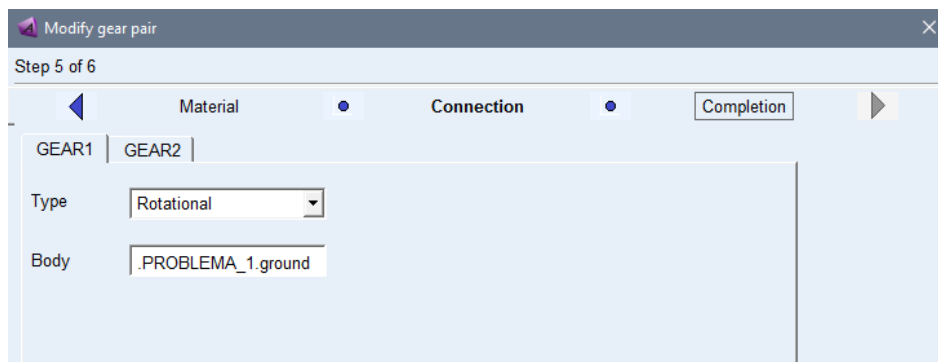 Modify gear pair
Step 5 of 6
Material Connection Completion
GEAR1 GEAR2
Type Rotational
Body .PROBLEMA_1.ground